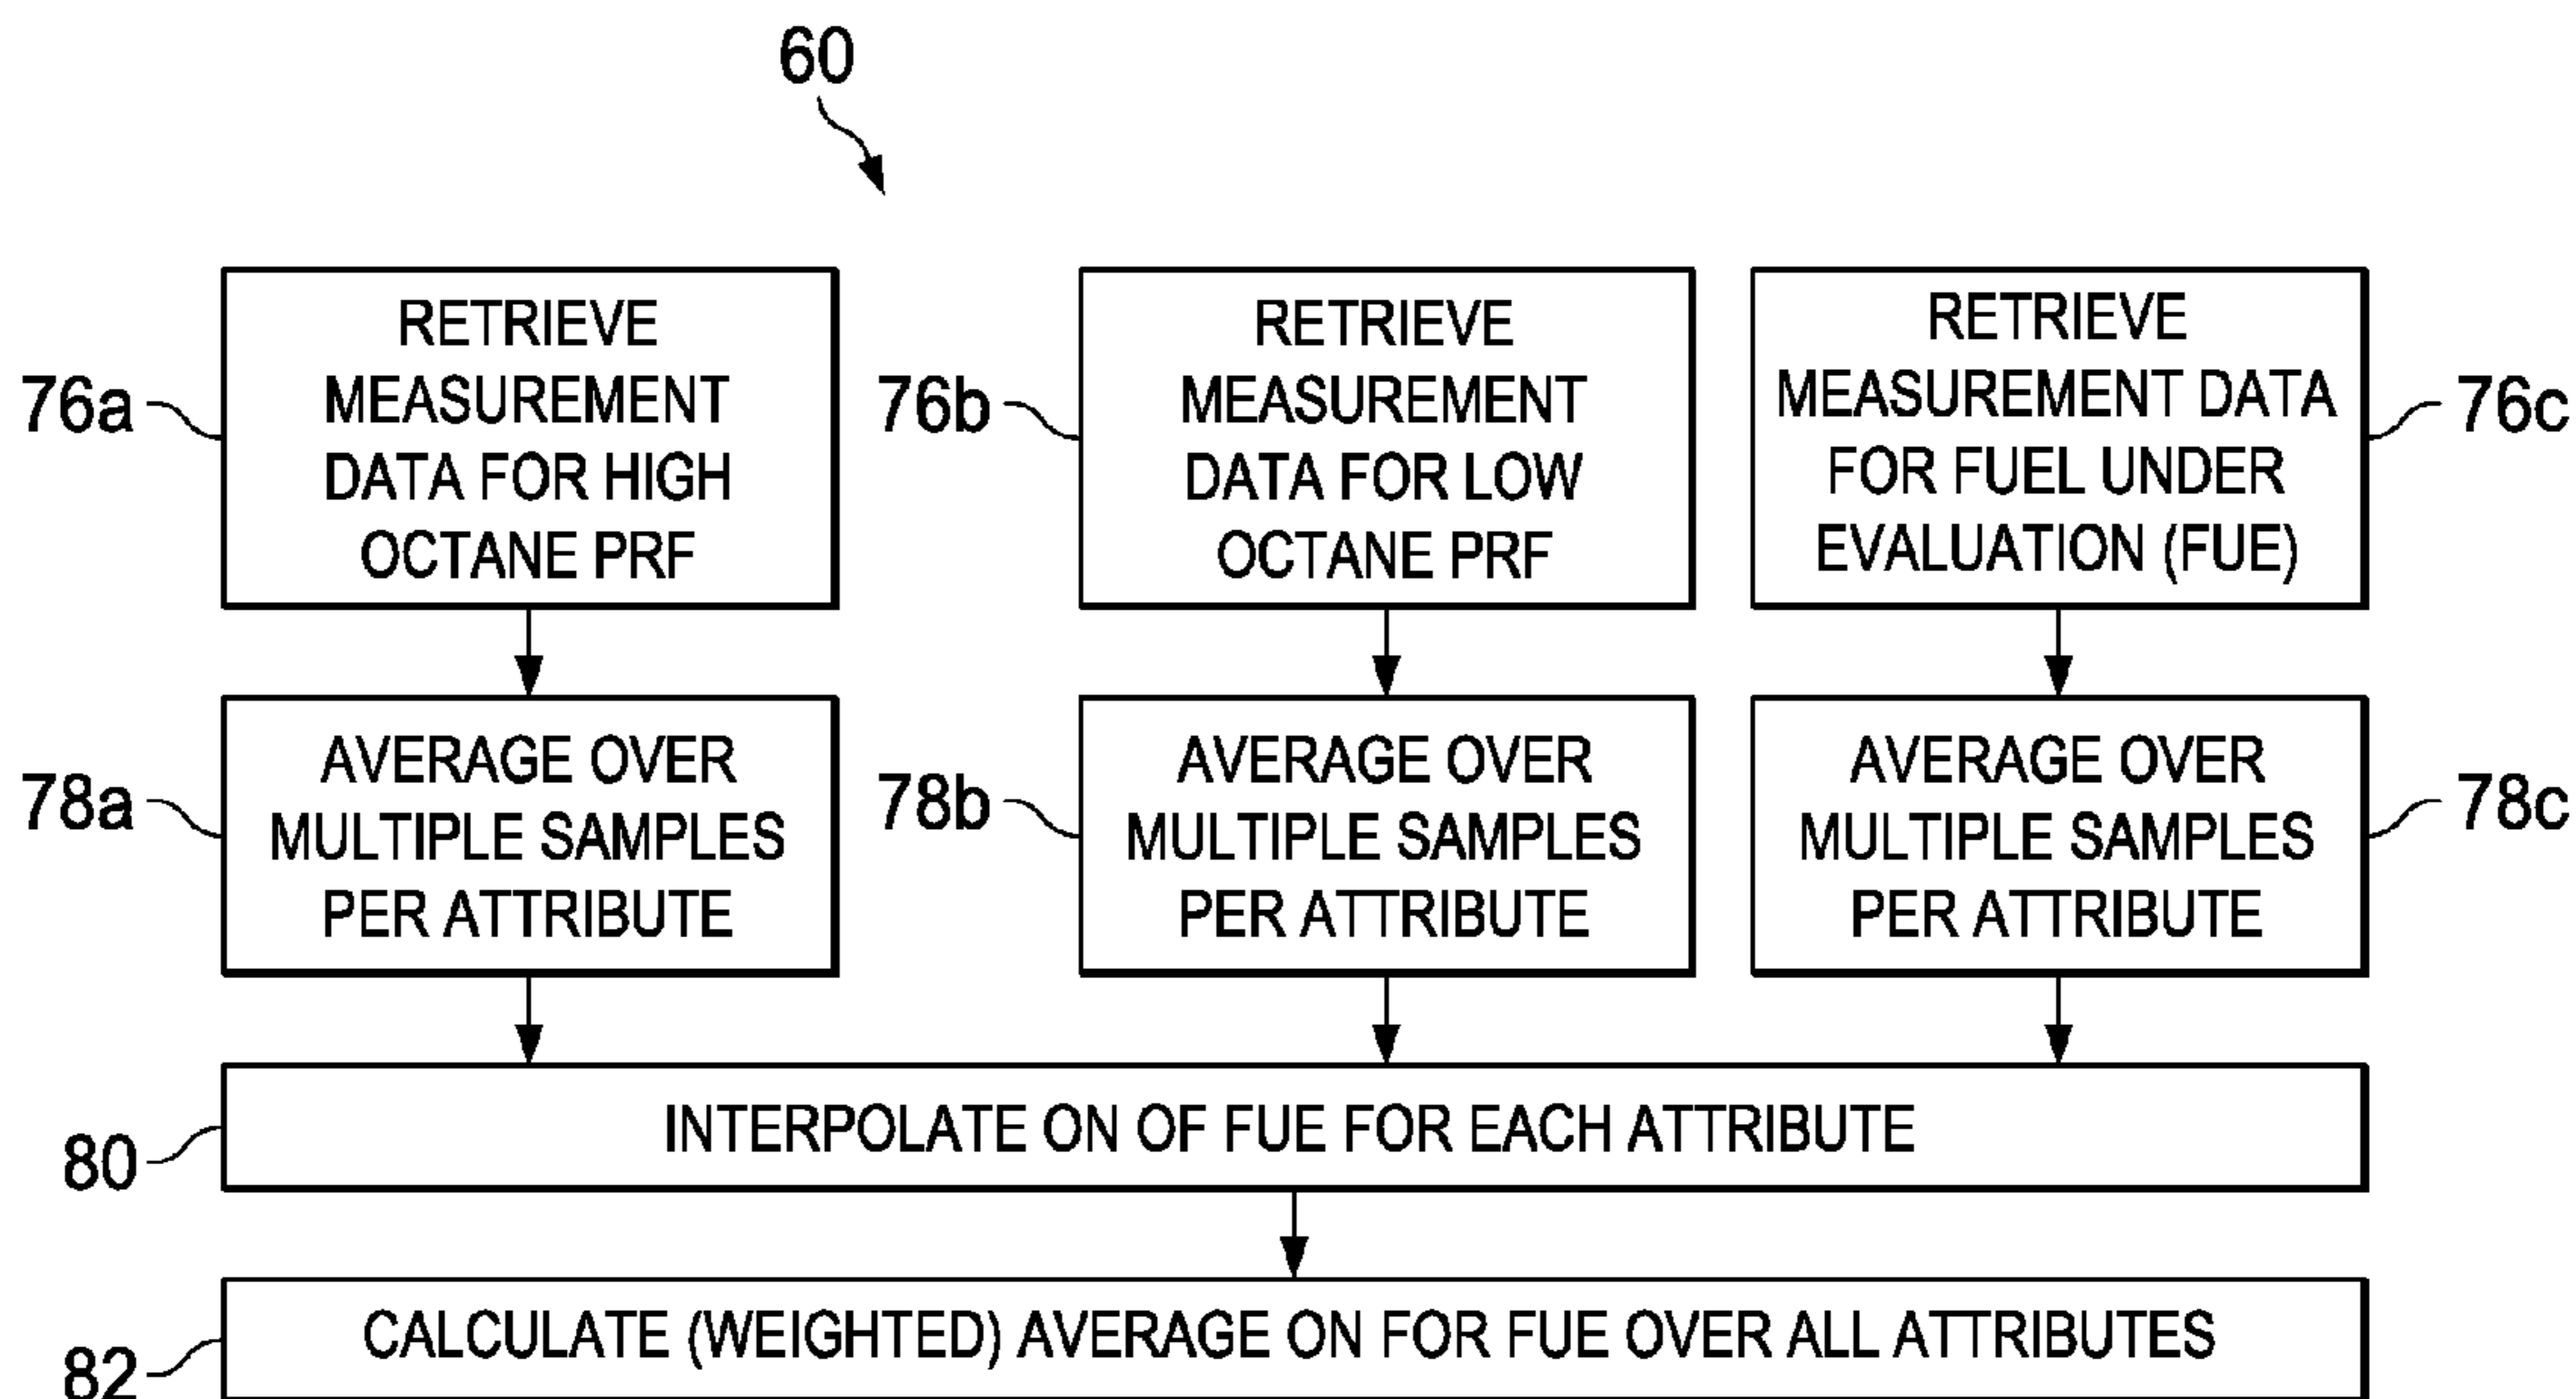 60
76a
RETRIEVE
MEASUREMENT
DATA FOR HIGH
OCTANE PRF
76b
RETRIEVE
MEASUREMENT
DATA FOR LOW
OCTANE PRF
RETRIEVE
MEASUREMENT DATA
FOR FUEL UNDER
EVALUATION (FUE)
76c
78a
AVERAGE OVER
MULTIPLE SAMPLES
PER ATTRIBUTE
78b
AVERAGE OVER
MULTIPLE SAMPLES
PER ATTRIBUTE
AVERAGE OVER
MULTIPLE SAMPLES
PER ATTRIBUTE
78c
80
INTERPOLATE ON OF FUE FOR EACH ATTRIBUTE
82
CALCULATE (WEIGHTED) AVERAGE ON FOR FUE OVER ALL ATTRIBUTES